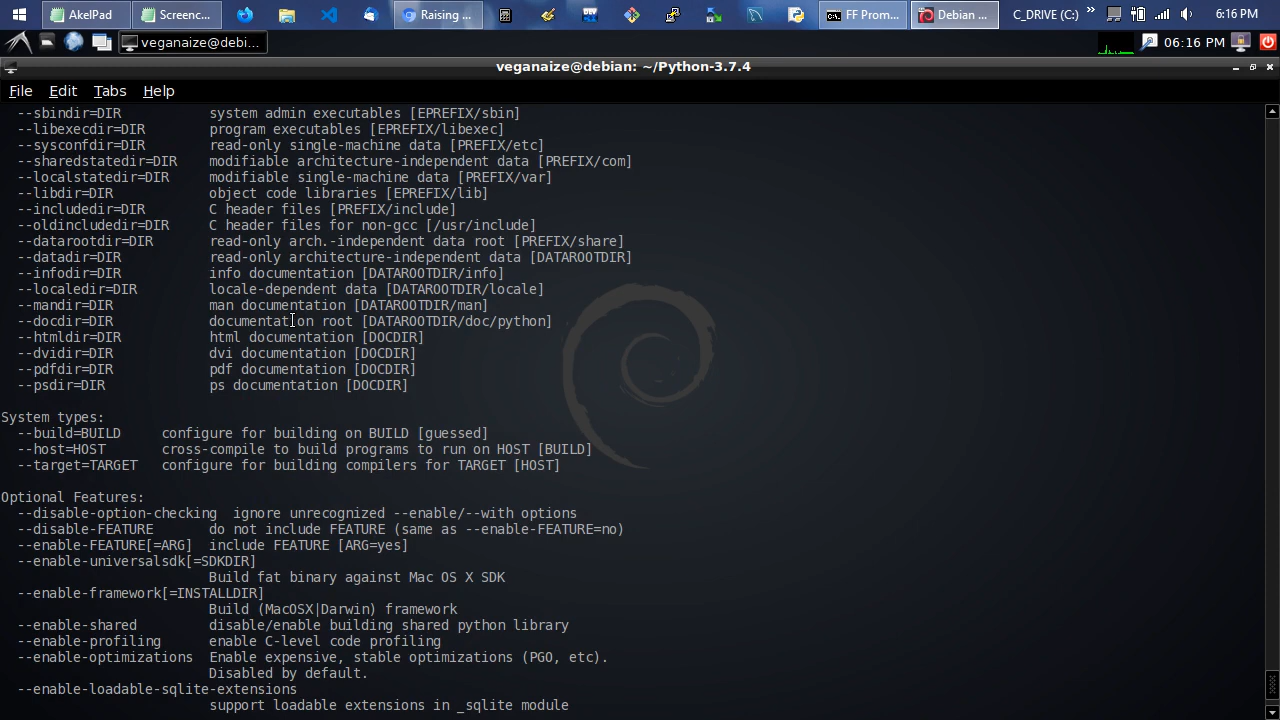 AkelPad
Screenc...
Raising ...
FF Prom...
Debian ...
C_DRIVE (C:)
»
6:16 PM
veganaize@debi...
06:16 PM
veganaize@debian: ~/Python-3.7.4
File Edit Tabs Help
--sbindir=DIR system admin executables [EPREFIX/sbin]
--libexecdir=DIR program executables [EPREFIX/libexec]
--sysconfdir=DIR read-only single-machine data [PREFIX/etc]
--sharedstatedir=DIR modifiable architecture-independent data [PREFIX/com]
--localstatedir=DIR modifiable single-machine data [PREFIX/var]
--libdir=DIR object code libraries [EPREFIX/lib]
--includedir=DIR C header files [PREFIX/include]
--oldincludedir=DIR C header files for non-gcc [/usr/include]
--datarootdir=DIR read-only arch.-independent data root [PREFIX/share]
--datadir=DIR read-only architecture-independent data [DATAROOTDIR]
--infodir=DIR info documentation [DATAROOTDIR/info]
--localedir=DIR locale-dependent data [DATAROOTDIR/locale]
--mandir=DIR man documentation [DATAROOTDIR/man]
--docdir=DIR documentation root [DATAROOTDIR/doc/python]
--htmldir=DIR html documentation [DOCDIR]
--dvidir=DIR dvi documentation [DOCDIR]
--pdfdir=DIR pdf documentation [DOCDIR]
--psdir=DIR ps documentation [DOCDIR]
System types:
--build=BUILD configure for building on BUILD [guessed]
--host=HOST cross-compile to build programs to run on HOST [BUILD]
--target=TARGET configure for building compilers for TARGET [HOST]
Optional Features:
--disable-option-checking ignore unrecognized --enable/--with options
--disable-FEATURE do not include FEATURE (same as --enable-FEATURE=no)
--enable-FEATURE[=ARG] include FEATURE [ARG=yes]
--enable-universalsdk[=SDKDIR]
Build fat binary against Mac OS X SDK
--enable-framework[=INSTALLDIR]
Build (MacOSX|Darwin) framework
--enable-shared disable/enable building shared python library
--enable-profiling enable C-level code profiling
--enable-optimizations Enable expensive, stable optimizations (PGO, etc).
Disabled by default.
--enable-loadable-sqlite-extensions
support loadable extensions in _sqlite module